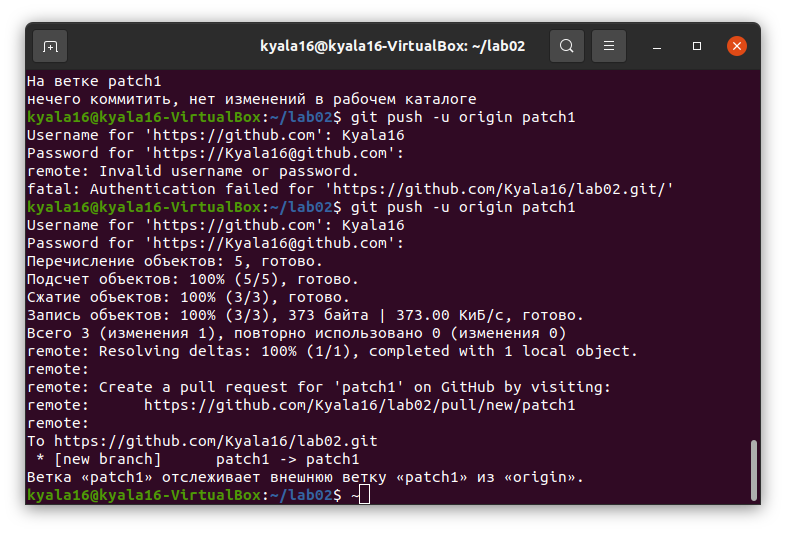 kyala16@kyala16-VirtualBox: ~/lab02
На ветке patch1
нечего коммитить, нет изменений в рабочем каталоге
kyala16@kyala16-VirtualBox:~/lab02$ git push -u origin patch1
Username for 'https://github.com': Kyala16
Password for 'https://Kyala16@github.com':
remote: Invalid username or password.
fatal: Authentication failed for 'https://github.com/Kyala16/lab02.git/'
kyala16@kyala16-VirtualBox:~/lab02$ git push -u origin patch1
Username for 'https://github.com': Kyala16
Password for 'https://Kyala16@github.com':
Перечисление объектов: 5, готово.
Подсчет объектов: 100% (5/5), готово.
Сжатие объектов: 100% (3/3), готово.
Запись объектов: 100% (3/3), 373 байта | 373.00 КиБ/с, готово.
Всего 3 (изменения 1), повторно использовано 0 (изменения 0)
remote: Resolving deltas: 100% (1/1), completed with 1 local object.
remote:
remote: Create a pull request for 'patch1' on GitHub by visiting:
remote:      https://github.com/Kyala16/lab02/pull/new/patch1
remote:
To https://github.com/Kyala16/lab02.git
 * [new branch]      patch1 -> patch1
Ветка «patch1» отслеживает внешнюю ветку «patch1» из «origin».
kyala16@kyala16-VirtualBox:~/lab02$ ~